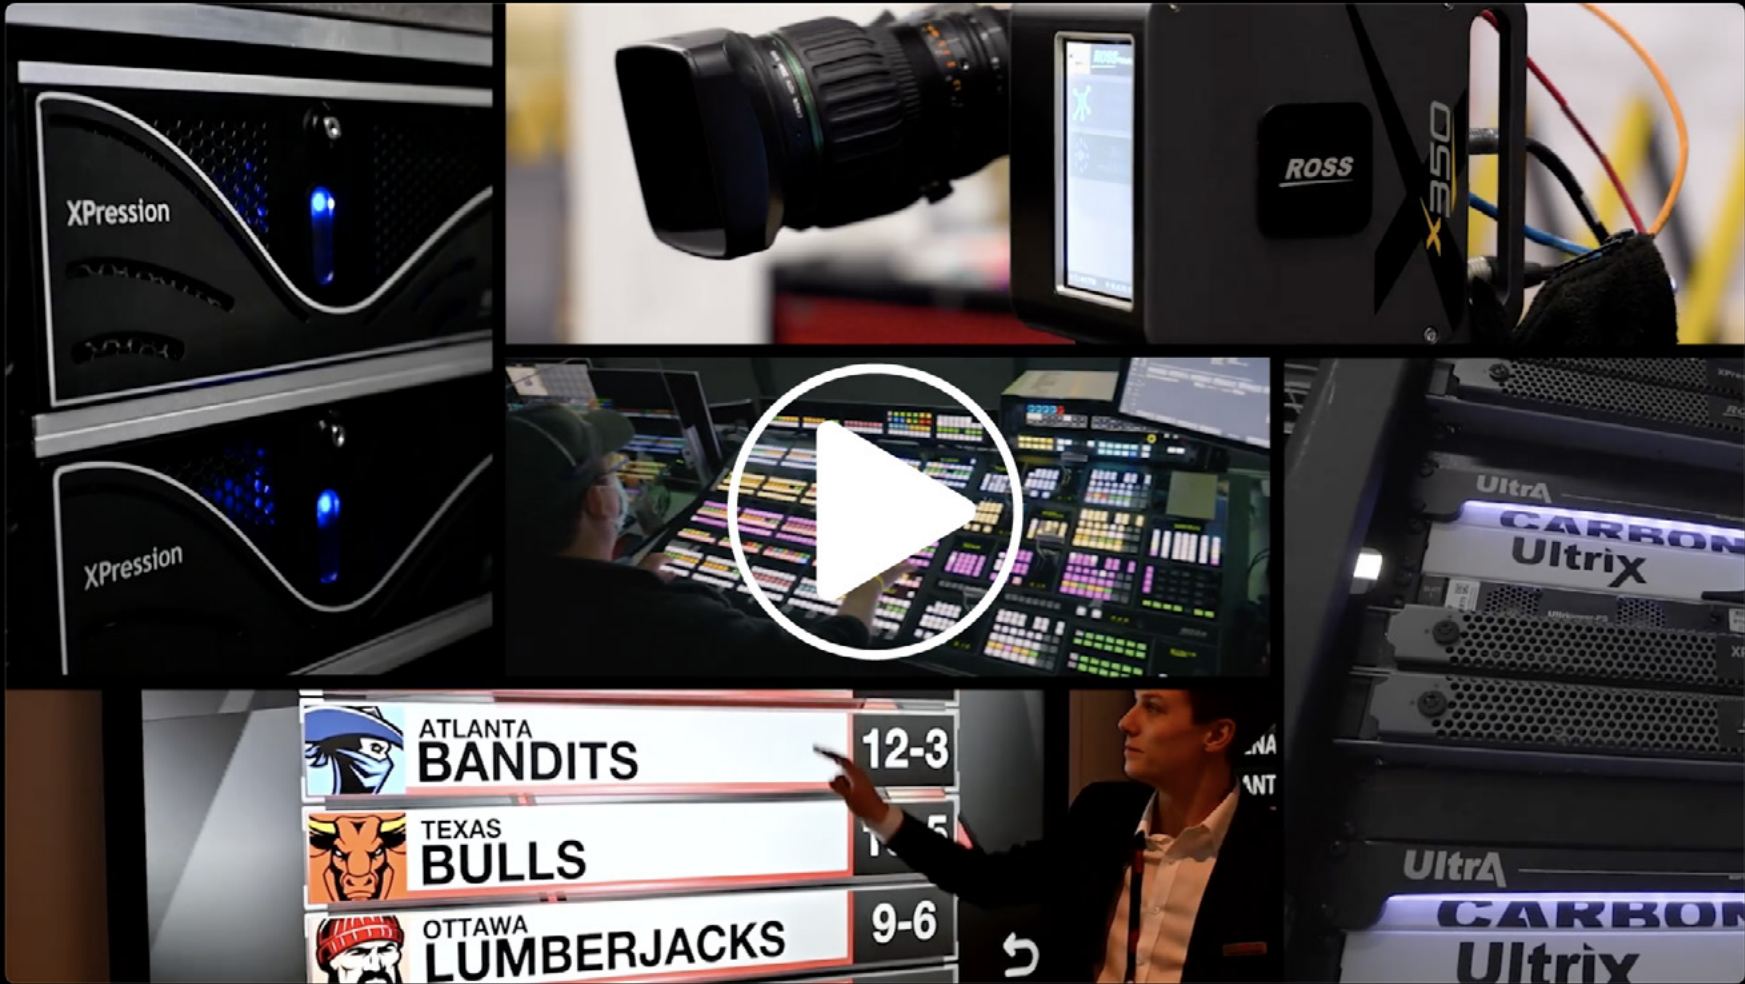 XPression
XPression
ROSS
X350
ROSS
UltrA
CARBON
Ultrix
UltrA
CARBON
Ultrix
ATLANTA
BANDITS
12-3
TEXAS
BULLS
OTTAWA
LUMBERJACKS
9-6